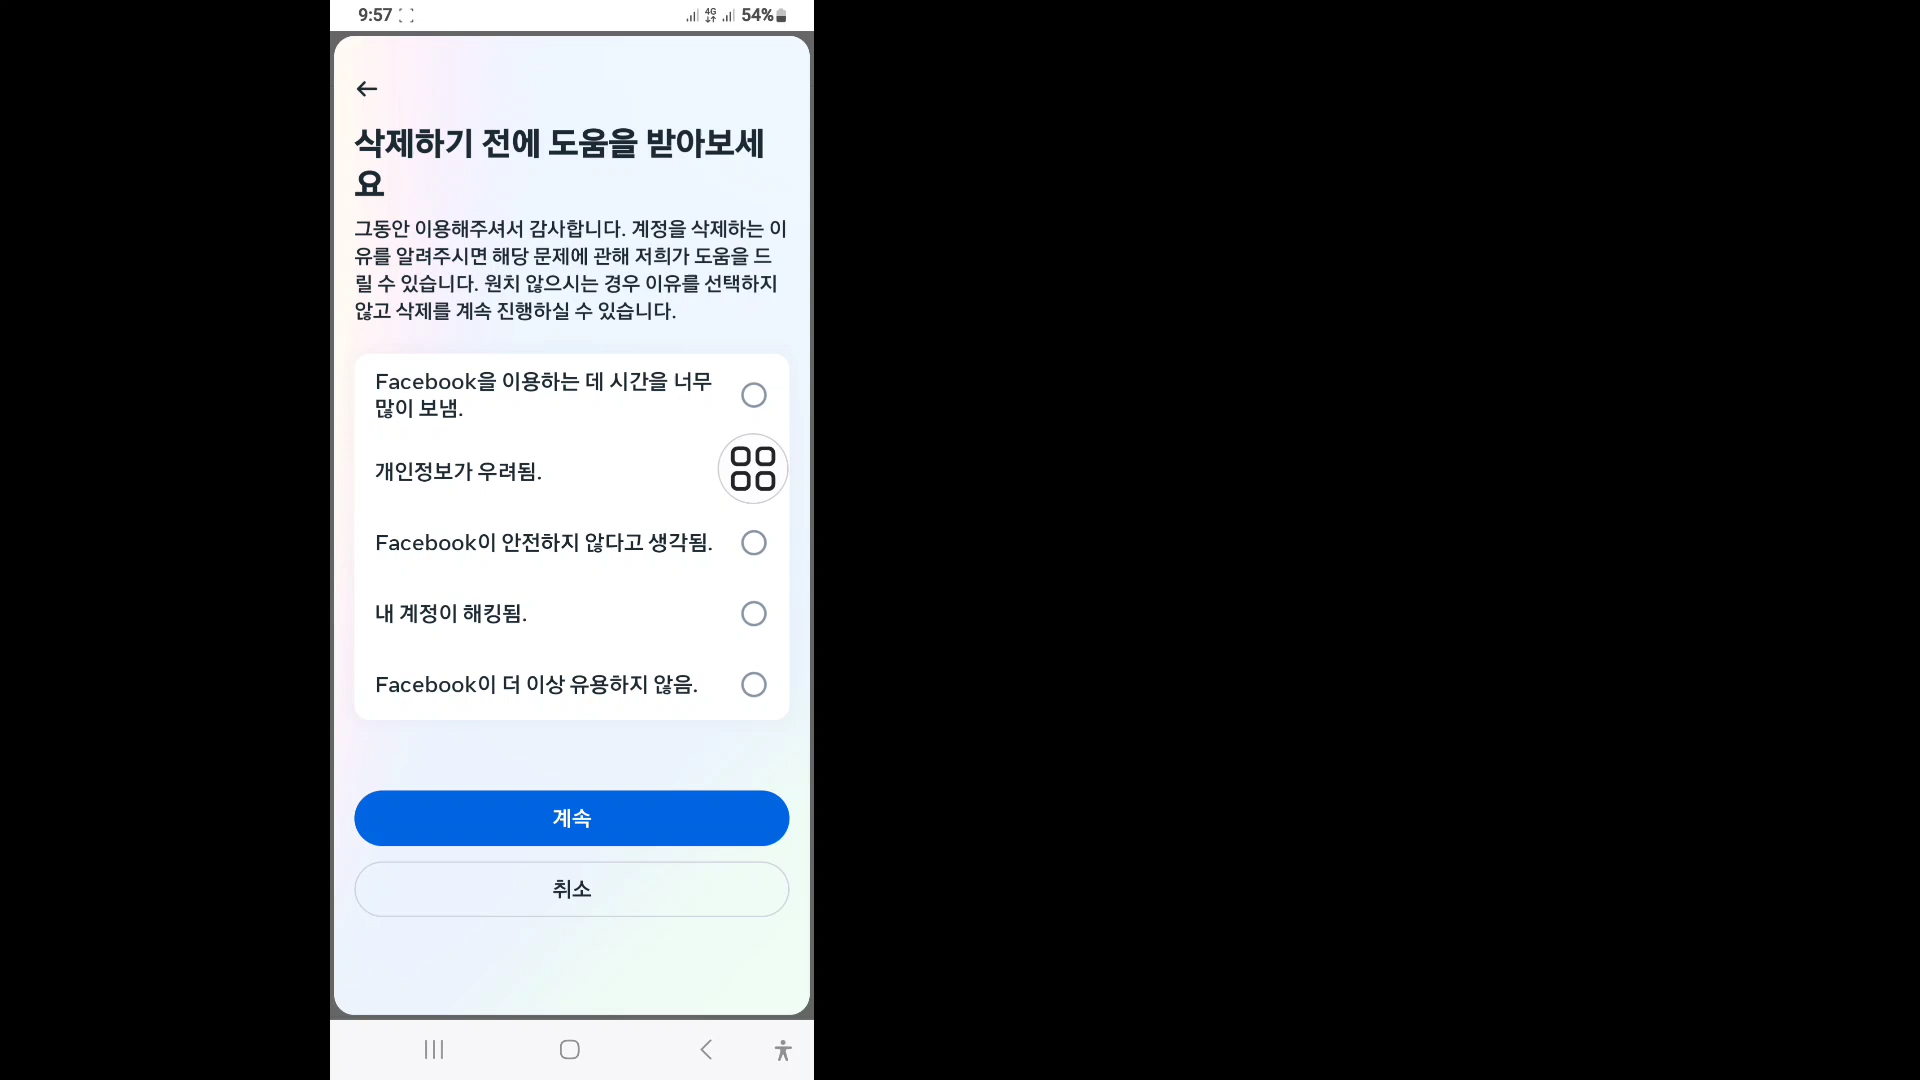 9:57
4G
54%
삭제하기 전에 도움을 받아보세
요
그동안 이용해주셔서 감사합니다. 계정을 삭제하는 이
유를 알려주시면 해당 문제에 관해 저희가 도움을 드
릴 수 있습니다. 원치 않으시는 경우 이유를 선택하지
않고 삭제를 계속 진행하실 수 있습니다.
Facebook을 이용하는 데 시간을 너무
많이 보냄.
개인정보가 우려됨.
Facebook이 안전하지 않다고 생각됨.
내 계정이 해킹됨.
Facebook이 더 이상 유용하지 않음.
계속
취소